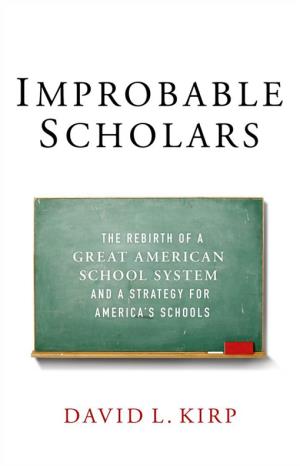 IMPROBABLE
SCHOLARS
THE REBIRTH OF A
GREAT AMERICAN
SCHOOL SYSTEM
AND A STRATEGY FOR
AMERICA'S SCHOOLS
DAVID L. KIRP